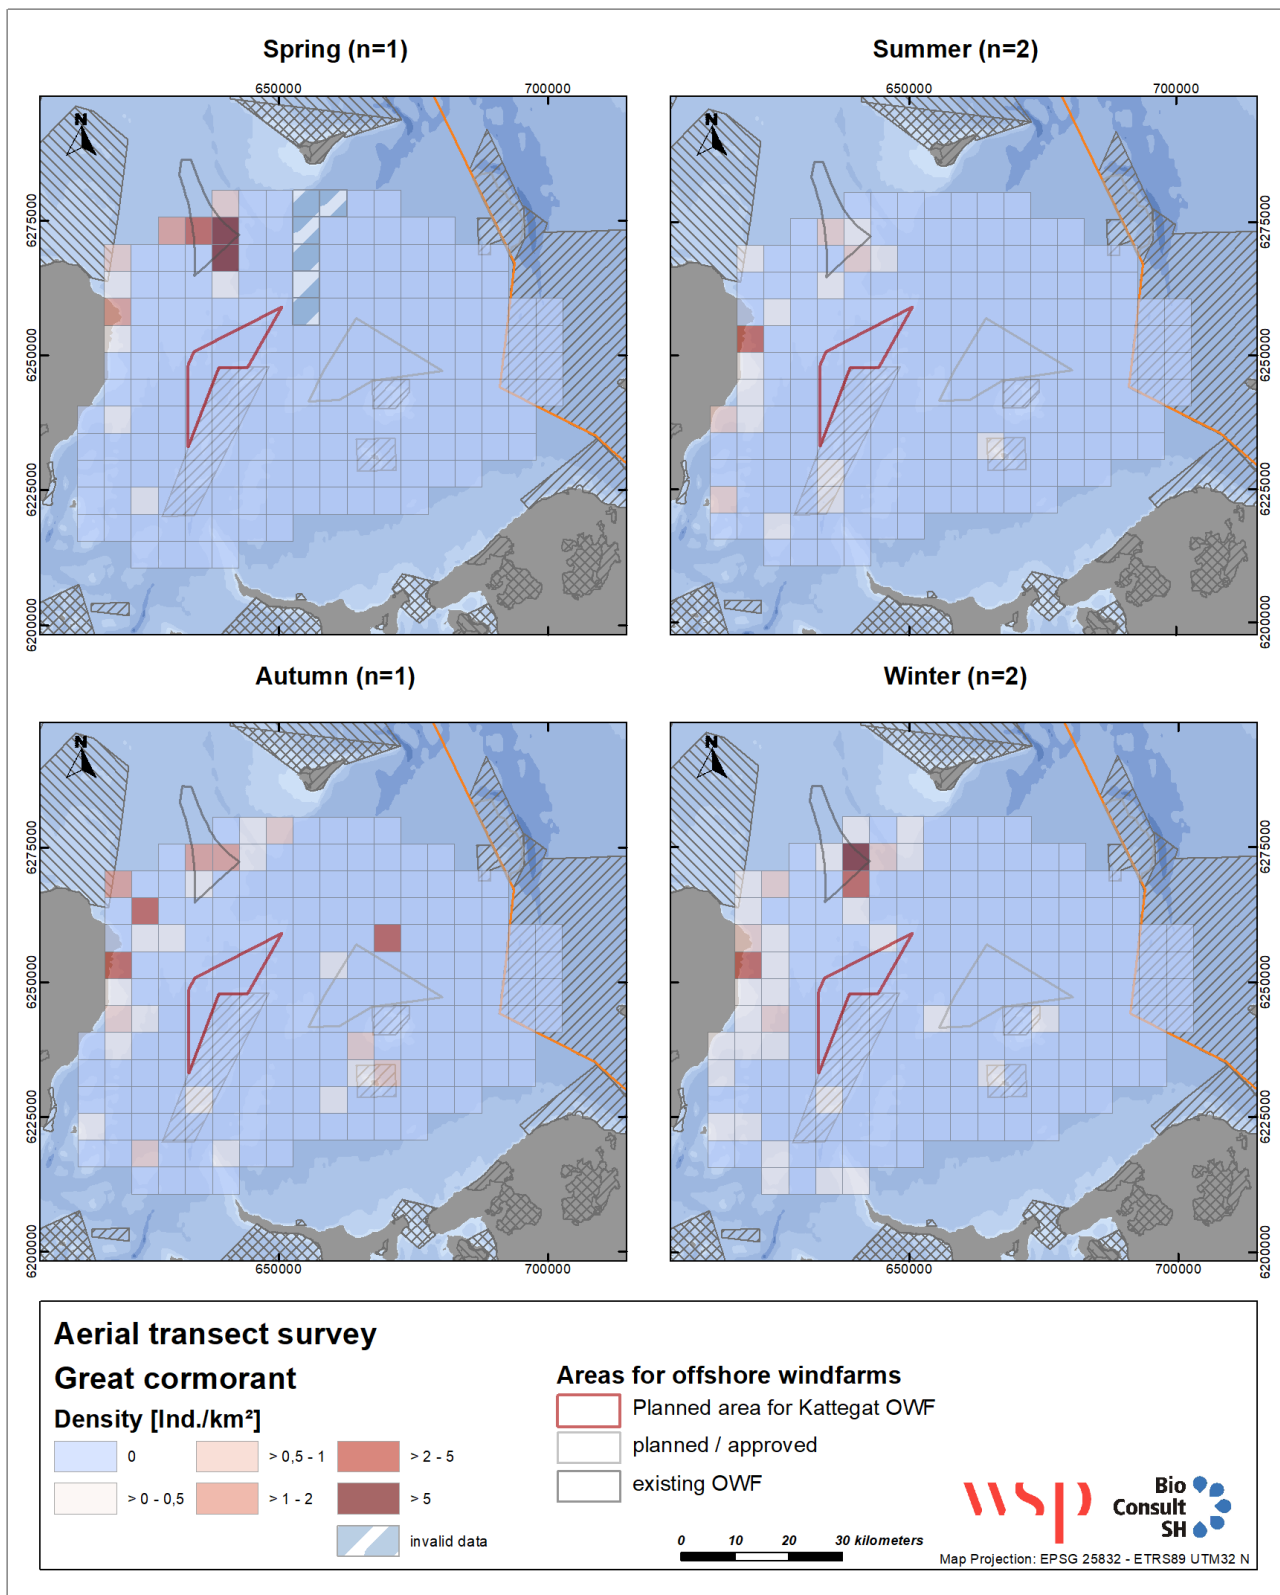 Spring (n=1)
Summer (n=2)
650000
700000
650000
700000
N
N
6275000
6250000
6225000
6200000
6275000
6250000
6225000
6200000
Autumn (n=1)
Winter (n=2)
N
N
6275000
6250000
6225000
6200000
6275000
6250000
6225000
6200000
650000
700000
650000
700000
Aerial transect survey
Great cormorant
Density [Ind./km²]
0
> 0,5 - 1
> 2 - 5
> 0 - 0,5
> 1 - 2
> 5
invalid data
Areas for offshore windfarms
Planned area for Kattegat OWF
planned / approved
existing OWF
0 10 20 30 kilometers
wsp
Bio
Consult
SH
Map Projection: EPSG 25832 - ETRS89 UTM32 N